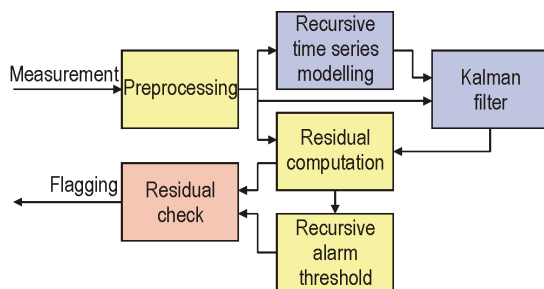 Measurement
Preprocessing
Recursive
time series
modelling
Kalman
filter
Residual
computation
Flagging
Residual
check
Recursive
alarm
threshold